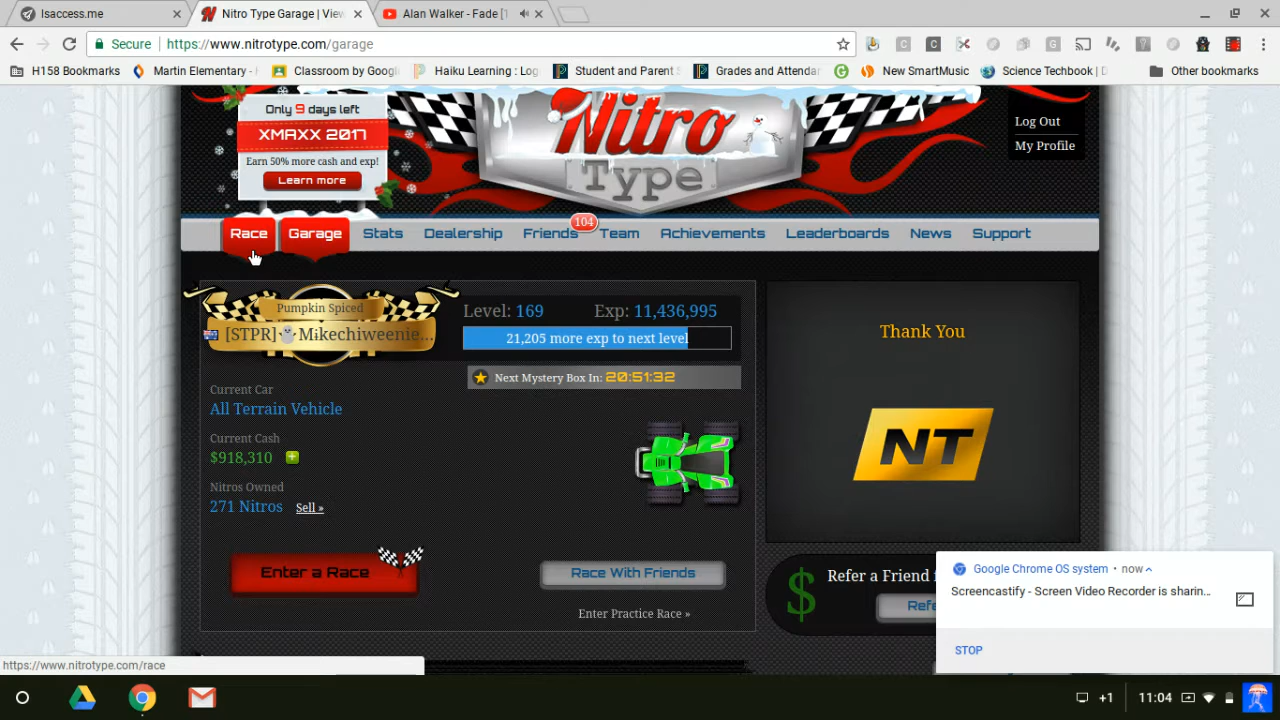 Isaccess.me
Nitro Type Garage | View
Alan Walker - Fade [1
Secure
https://www.nitrotype.com/garage
H158 Bookmarks
Martin Elementary -
Classroom by Googl
Haiku Learning : Log
Student and Parent S
Grades and Attendan
New SmartMusic
Science Techbook | D
Other bookmarks
Only 9 days left
XMAXX 2017
Earn 50% more cash and exp!
Learn more
Nitro
Type
Log Out
My Profile
104
Race Garage Stats Dealership Friends Team Achievements Leaderboards News Support
Pumpkin Spiced
[STPR] Mikechiweenie...
Level: 169
Exp: 11,436,995
21,205 more exp to next level
Next Mystery Box In: 20:51:32
Current Car
All Terrain Vehicle
Current Cash
$918,310
Nitros Owned
271 Nitros Sell »
Enter a Race
Race With Friends
Enter Practice Race »
Thank You
NT
$
Refer a Friend f
Refe
Google Chrome OS system • now
Screencastify - Screen Video Recorder is sharin...
STOP
https://www.nitrotype.com/race
+1
11:04